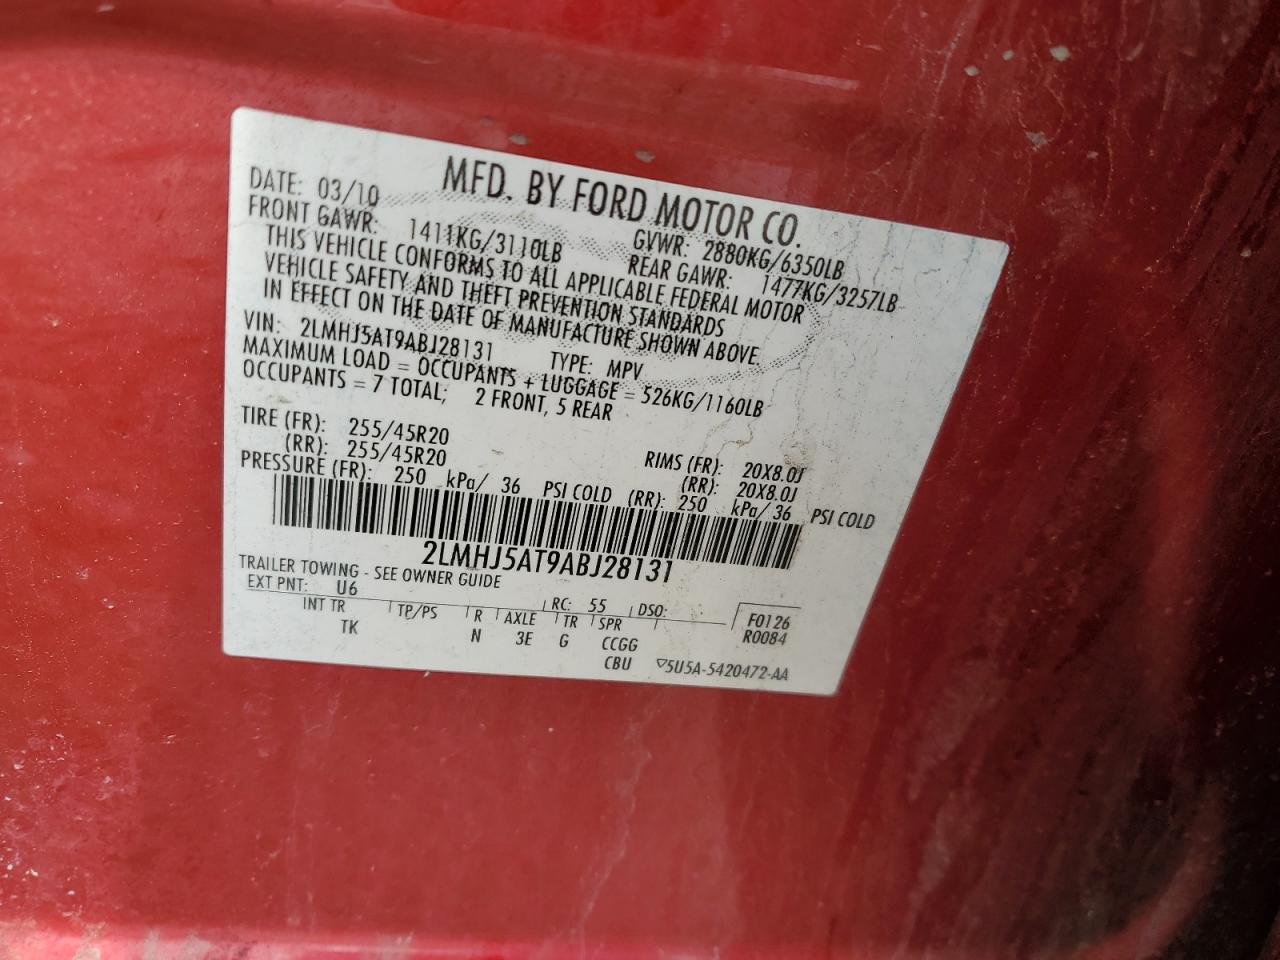 MFD. BY FORD MOTOR CO.
DATE: 03/10 GVWR: 2880KG/6350LB
FRONT GAWR: 1411KG/3110LB REAR GAWR: 1477KG/3257LB
THIS VEHICLE CONFORMS TO ALL APPLICABLE FEDERAL MOTOR
VEHICLE SAFETY AND THEFT PREVENTION STANDARDS
IN EFFECT ON THE DATE OF MANUFACTURE SHOWN ABOVE.
VIN: 2LMHJ5AT9ABJ28131 TYPE: MPV
MAXIMUM LOAD = OCCUPANTS + LUGGAGE = 526KG/1160LB
OCCUPANTS = 7 TOTAL; 2 FRONT, 5 REAR
TIRE (FR): 255/45R20 RIMS (FR): 20X8.0J
(RR): 255/45R20 (RR): 20X8.0J
PRESSURE (FR): 250 kPa/ 36 PSI COLD (RR): 250 kPa/ 36 PSI COLD
2LMHJ5AT9ABJ28131
TRAILER TOWING - SEE OWNER GUIDE
EXT PNT: U6 RC: 55 DSO: F0126
INT TR TP/PS R AXLE TR SPR R0084
TK N 3E G CCGG
CBU ▽5U5A-5420472-AA